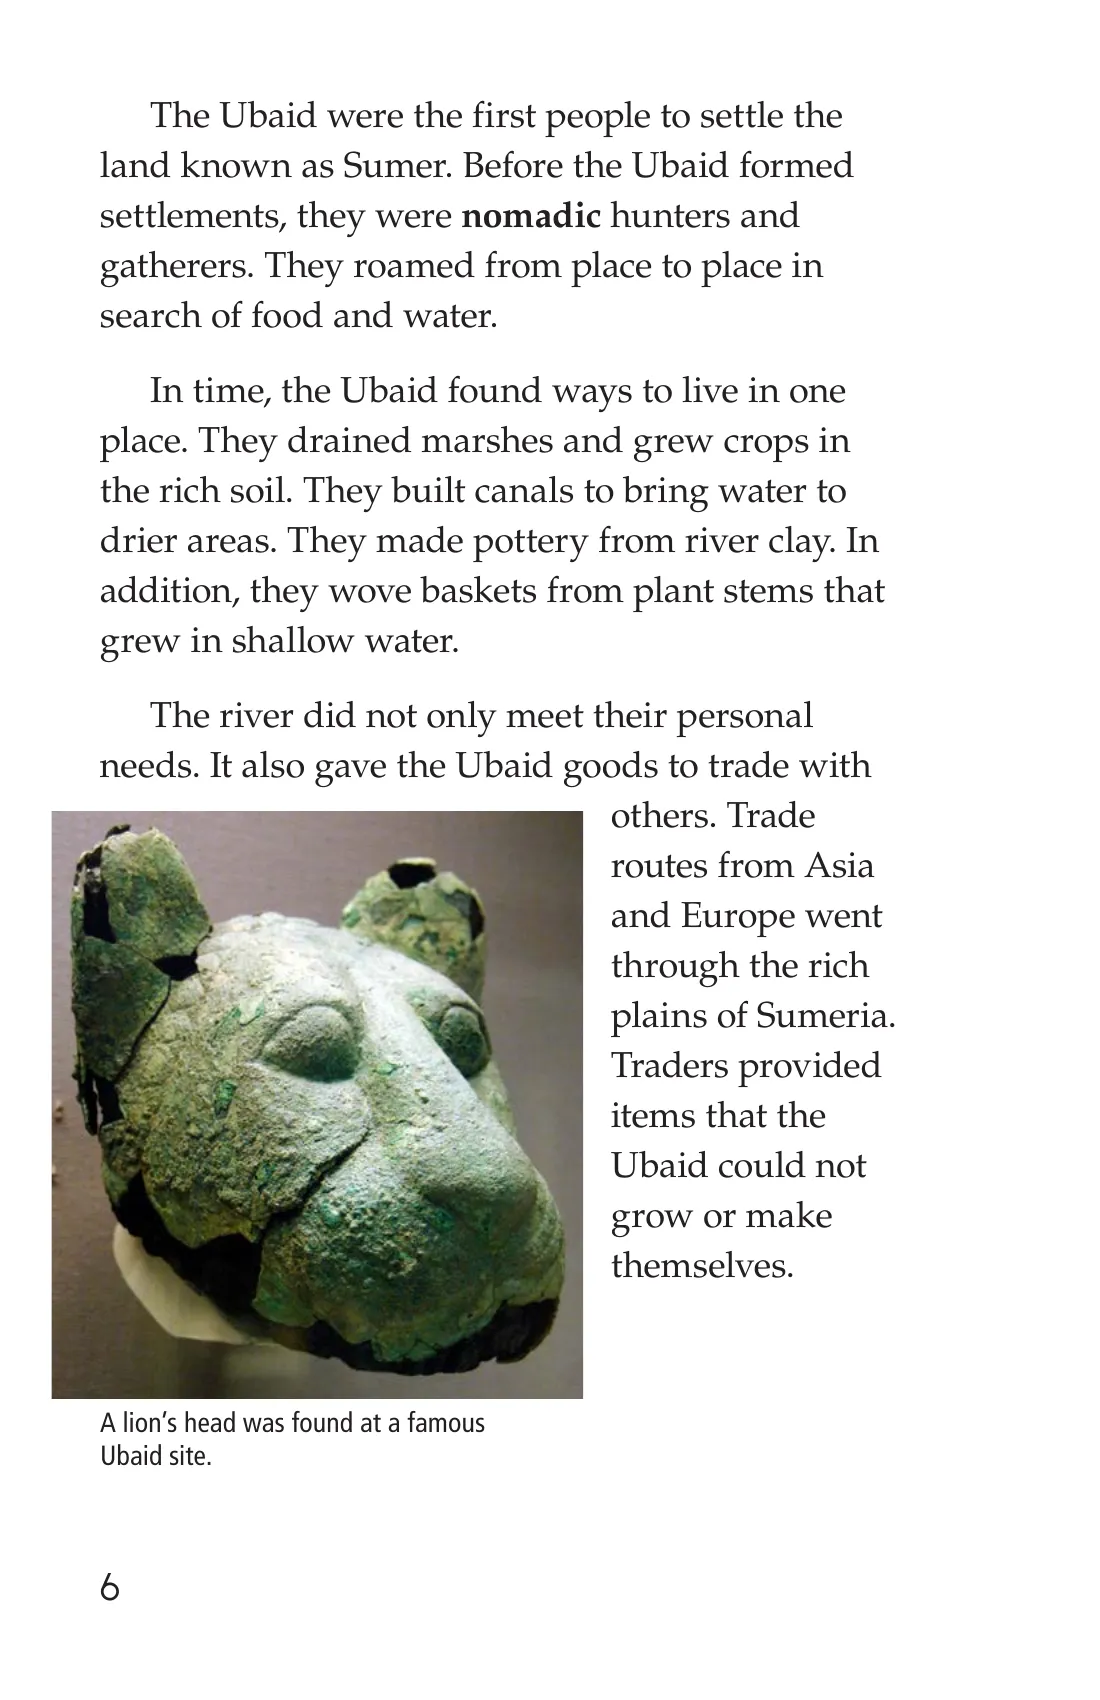 The Ubaid were the first people to settle the
land known as Sumer. Before the Ubaid formed
settlements, they were nomadic hunters and
gatherers. They roamed from place to place in
search of food and water.
In time, the Ubaid found ways to live in one
place. They drained marshes and grew crops in
the rich soil. They built canals to bring water to
drier areas. They made pottery from river clay. In
addition, they wove baskets from plant stems that
grew in shallow water.
The river did not only meet their personal
needs. It also gave the Ubaid goods to trade with
others. Trade
routes from Asia
and Europe went
through the rich
plains of Sumeria.
Traders provided
items that the
Ubaid could not
grow or make
themselves.
A lion's head was found at a famous
Ubaid site.
6